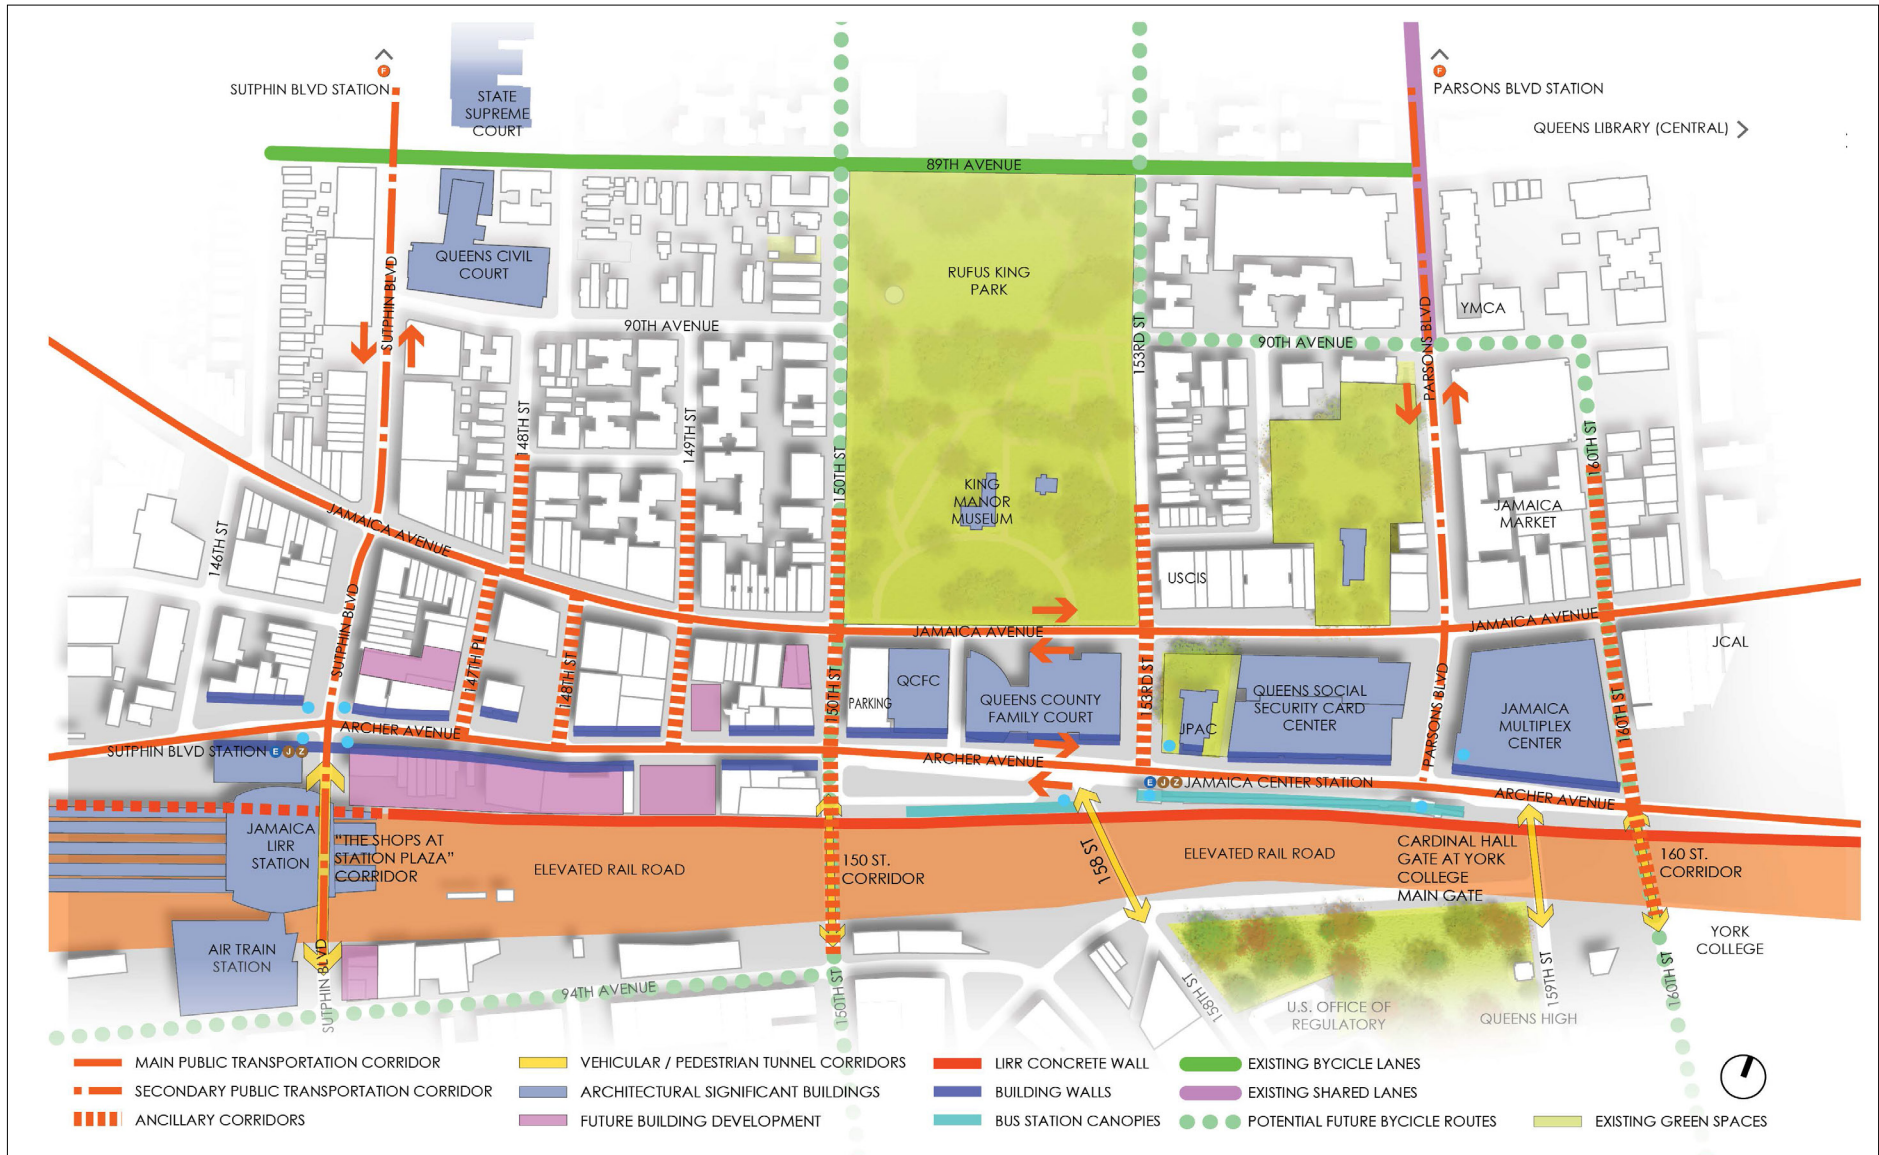 F
F
SUTPHIN BLVD STATION
PARSONS BLVD STATION
STATE
SUPREME
COURT
QUEENS LIBRARY (CENTRAL)
89TH AVENUE
QUEENS CIVIL
COURT
SUTPHIN BLVD
RUFUS KING
PARK
90TH AVENUE
153RD ST
90TH AVENUE
PARSONS BLVD
YMCA
148TH ST
149TH ST
150TH ST
160TH ST
KING
MANOR
MUSEUM
JAMAICA
MARKET
JAMAICA AVENUE
146TH ST
USCIS
SUTPHIN BLVD
JAMAICA AVENUE
JAMAICA AVENUE
JCAL
147TH PL
148TH ST
150TH ST
PARKING
QCFC
QUEENS COUNTY
FAMILY COURT
153RD ST
JPAC
QUEENS SOCIAL
SECURITY CARD
CENTER
PARSONS BLVD
JAMAICA
MULTIPLEX
CENTER
160TH ST
ARCHER AVENUE
SUTPHIN BLVD STATION E J Z
ARCHER AVENUE
E J Z JAMAICA CENTER STATION
ARCHER AVENUE
JAMAICA
LIRR
STATION
"THE SHOPS AT
STATION PLAZA"
CORRIDOR
ELEVATED RAIL ROAD
150 ST.
CORRIDOR
158 ST
ELEVATED RAIL ROAD
CARDINAL HALL
GATE AT YORK
COLLEGE
MAIN GATE
160 ST.
CORRIDOR
AIR TRAIN
STATION
SUTPHIN BLVD
94TH AVENUE
150TH ST
158TH ST
159TH ST
160TH ST
YORK
COLLEGE
U.S. OFFICE OF
REGULATORY
QUEENS HIGH
MAIN PUBLIC TRANSPORTATION CORRIDOR
SECONDARY PUBLIC TRANSPORTATION CORRIDOR
ANCILLARY CORRIDORS
VEHICULAR / PEDESTRIAN TUNNEL CORRIDORS
ARCHITECTURAL SIGNIFICANT BUILDINGS
FUTURE BUILDING DEVELOPMENT
LIRR CONCRETE WALL
BUILDING WALLS
BUS STATION CANOPIES
EXISTING BYCICLE LANES
EXISTING SHARED LANES
POTENTIAL FUTURE BYCICLE ROUTES
EXISTING GREEN SPACES